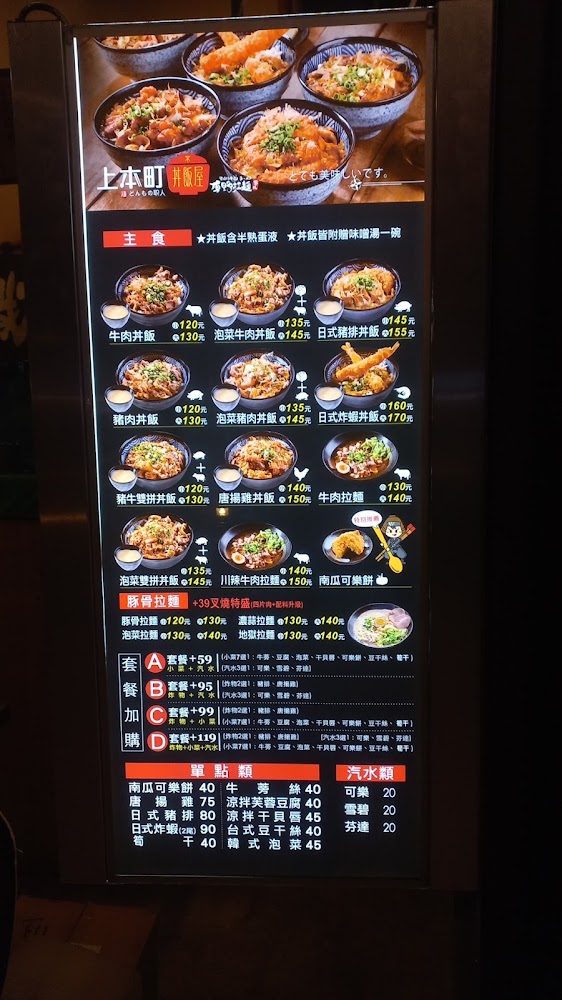 上本町 丼飯屋
どんもの職人
とても美味しいです。
主食 ★丼飯含半熟蛋液 ★丼飯皆附贈味噌湯一碗
牛肉丼飯 120元 130元
泡菜牛肉丼飯 135元 145元
日式豬排丼飯 145元 155元
豬肉丼飯 120元 130元
泡菜豬肉丼飯 135元 145元
日式炸蝦丼飯 160元 170元
豬牛雙拼丼飯 120元 130元
唐揚雞丼飯 140元 150元
牛肉拉麵 130元 140元
泡菜雙拼丼飯 135元 145元
川辣牛肉拉麵 140元 150元
特別推薦
南瓜可樂餅
豚骨拉麵 +39叉燒特盛(四片肉+配料升級)
豚骨拉麵 120元 130元 濃蒜拉麵 130元 140元
泡菜拉麵 130元 140元 地獄拉麵 130元 140元
套餐加購
A 套餐+59 小菜+汽水
(小菜7選1：牛蒡、豆腐、泡菜、干貝唇、可樂餅、豆干絲、筍干)
(汽水3選1：可樂、雪碧、芬達)
B 套餐+95 炸物+汽水
(炸物2選1：豬排、唐揚雞)
(汽水3選1：可樂、雪碧、芬達)
C 套餐+99 炸物+小菜
(炸物2選1：豬排、唐揚雞)
(小菜7選1：牛蒡、豆腐、泡菜、干貝唇、可樂餅、豆干絲、筍干)
D 套餐+119 炸物+小菜+汽水
(炸物2選1：豬排、唐揚雞) (汽水3選1：可樂、雪碧、芬達)
(小菜7選1：牛蒡、豆腐、泡菜、干貝唇、可樂餅、豆干絲、筍干)
單點類
南瓜可樂餅 40
唐揚雞 75
日式豬排 80
日式炸蝦(2尾) 90
筍干 40
牛蒡絲 40
涼拌芙蓉豆腐 40
涼拌干貝唇 45
台式豆干絲 40
韓式泡菜 45
汽水類
可樂 20
雪碧 20
芬達 20